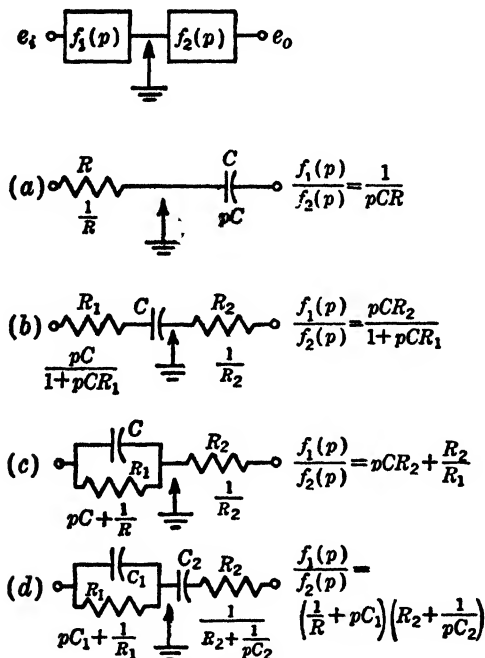 e_i f_1(p) f_2(p) e_o
(a) R C f_1(p)/f_2(p) = 1/pCR
1/R pC
(b) R_1 C R_2 f_1(p)/f_2(p) = pCR_2/1+pCR_1
pC/1+pCR_1 1/R_2
(c) C R_1 R_2 f_1(p)/f_2(p) = pCR_2 + R_2/R_1
pC + 1/R 1/R_2
(d) C_1 R_1 C_2 R_2 f_1(p)/f_2(p) =
pC_1 + 1/R_1 1/R_2 + 1/pC_2 (1/R + pC_1)(R_2 + 1/pC_2)